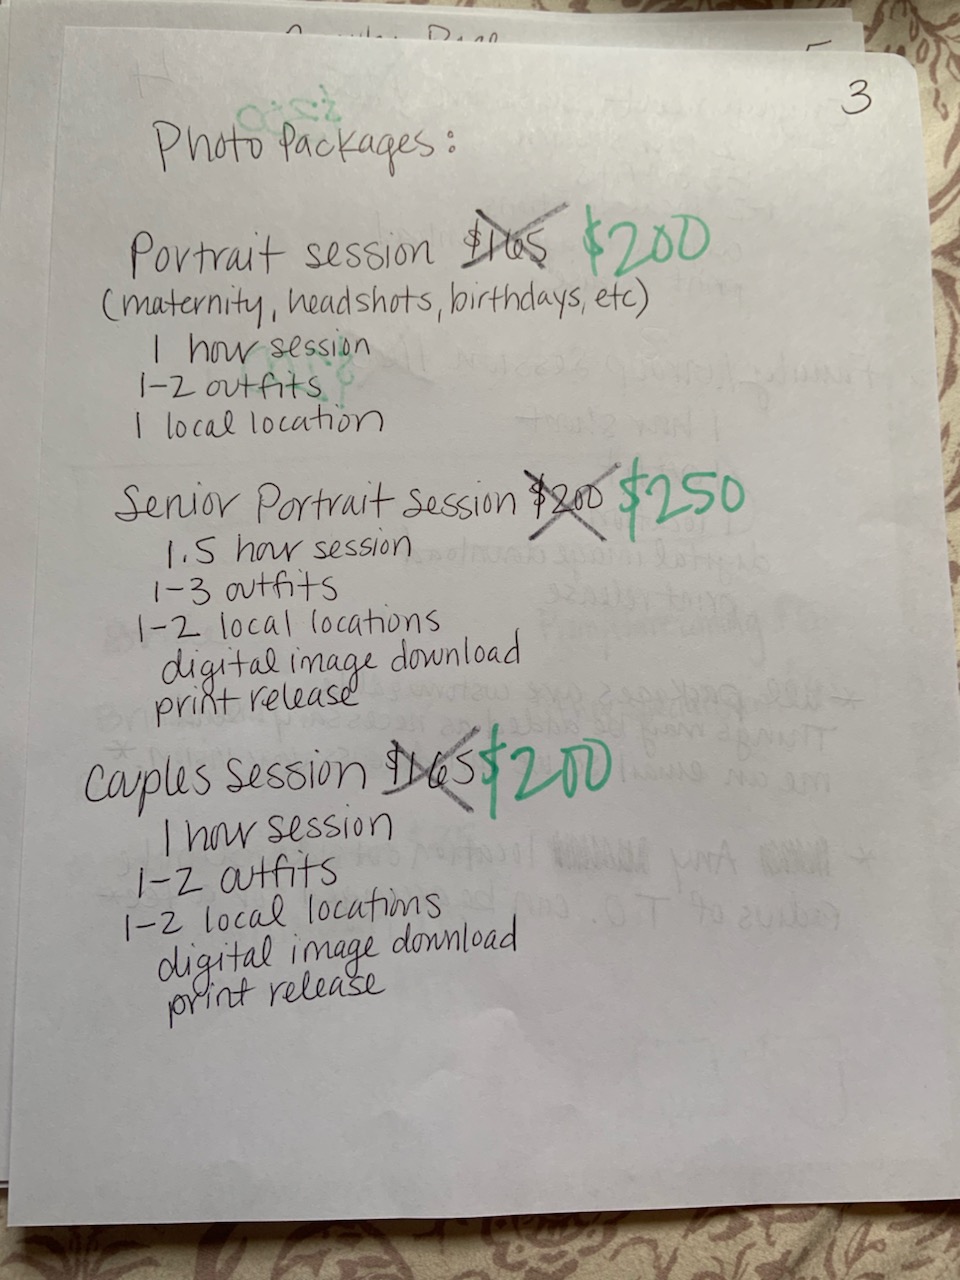 3
Photo Packages:
Portrait session $165 $200
(maternity, headshots, birthdays, etc)
1 hour session
1-2 outfits
1 local location
Senior Portrait Session $200 $250
1.5 hour session
1-3 outfits
1-2 local locations
digital image download
print release
Couples Session $165 $200
1 hour session
1-2 outfits
1-2 local locations
digital image download
print release